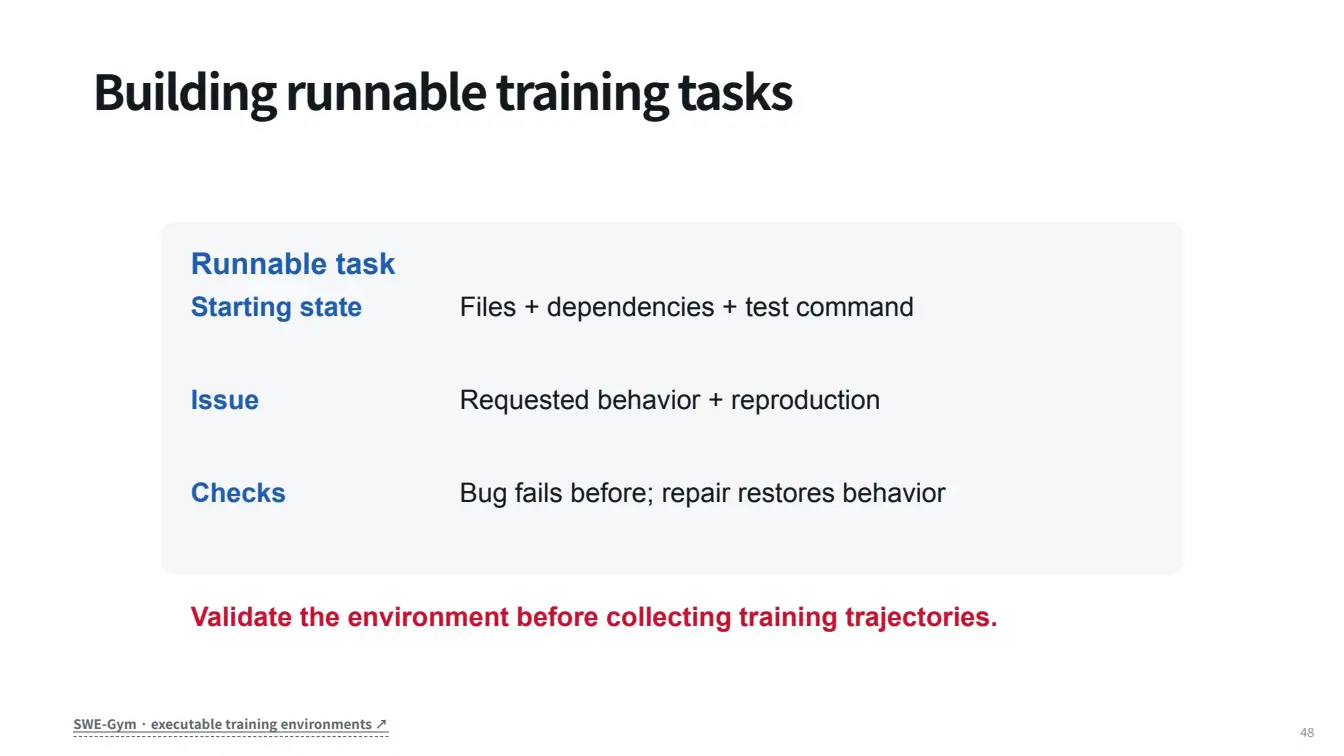 Building runnable training tasks
Runnable task
Starting state Files + dependencies + test command
Issue Requested behavior + reproduction
Checks Bug fails before; repair restores behavior
Validate the environment before collecting training trajectories.
SWE-Gym · executable training environments ↗
48